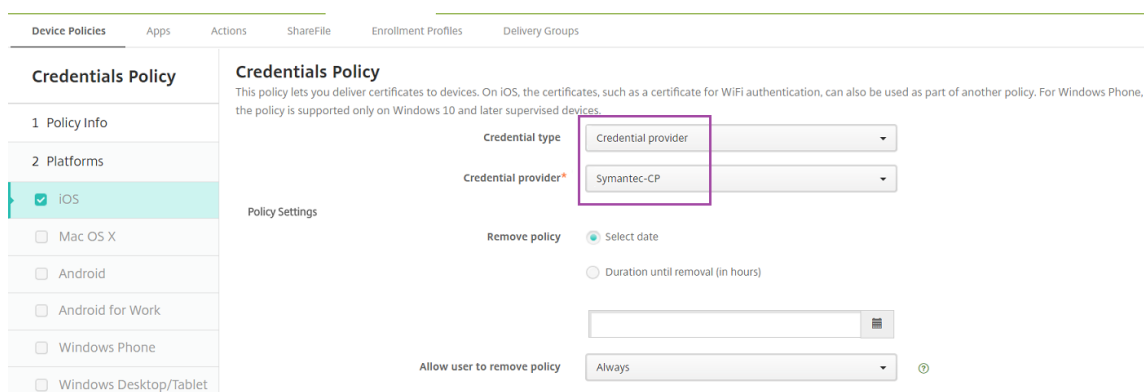 Device Policies Apps Actions ShareFile Enrollment Profiles Delivery Groups
Credentials Policy
1 Policy Info
2 Platforms
iOS
Mac OS X
Android
Android for Work
Windows Phone
Windows Desktop/Tablet
Credentials Policy
This policy lets you deliver certificates to devices. On iOS, the certificates, such as a certificate for WiFi authentication, can also be used as part of another policy. For Windows Phone,
the policy is supported only on Windows 10 and later supervised devices.
Credential type Credential provider
Credential provider* Symantec-CP
Policy Settings
Remove policy Select date
Duration until removal (in hours)
Allow user to remove policy Always ?